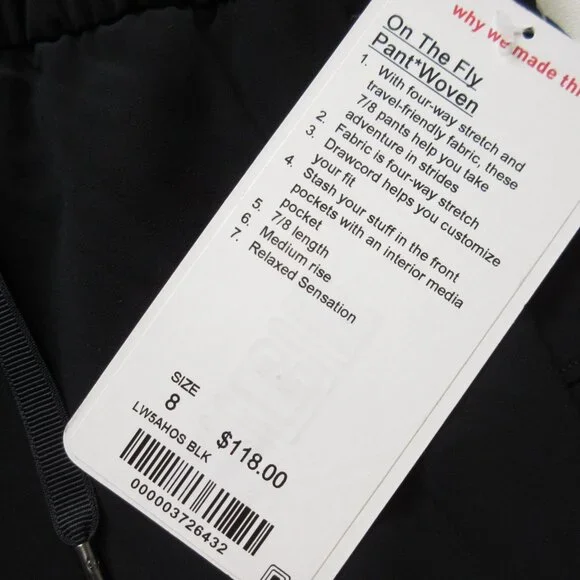 why we made thi
On The Fly
Pant*Woven
1. With four-way stretch and
travel-friendly fabric, these
7/8 pants help you take
adventure in strides
2. Fabric is four-way stretch
3. Drawcord helps you customize
your fit
4. Stash your stuff in the front
pockets with an interior media
pocket
5. 7/8 length
6. Medium rise
7. Relaxed Sensation
SIZE
8
$118.00
LW5AHOS BLK
000003726432